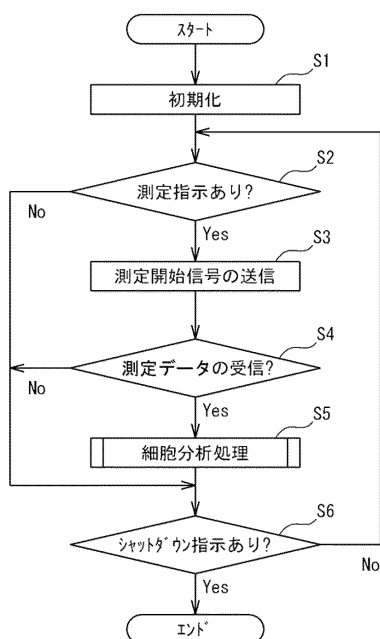 スタート
S1
初期化
S2
測定指示あり?
No
Yes
S3
測定開始信号の送信
S4
測定データの受信?
No
Yes
S5
細胞分析処理
S6
シャットダウン指示あり?
No
Yes
エンド